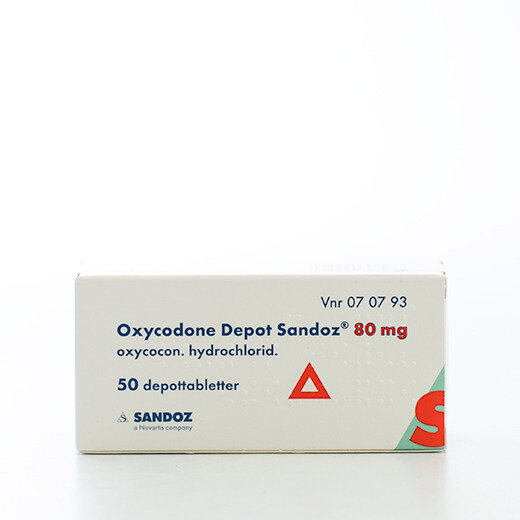 Vnr 07 07 93
Oxycodone Depot Sandoz® 80 mg
oxycocon. hydrochlorid.
50 depottabletter
S SANDOZ
a Novartis company
S